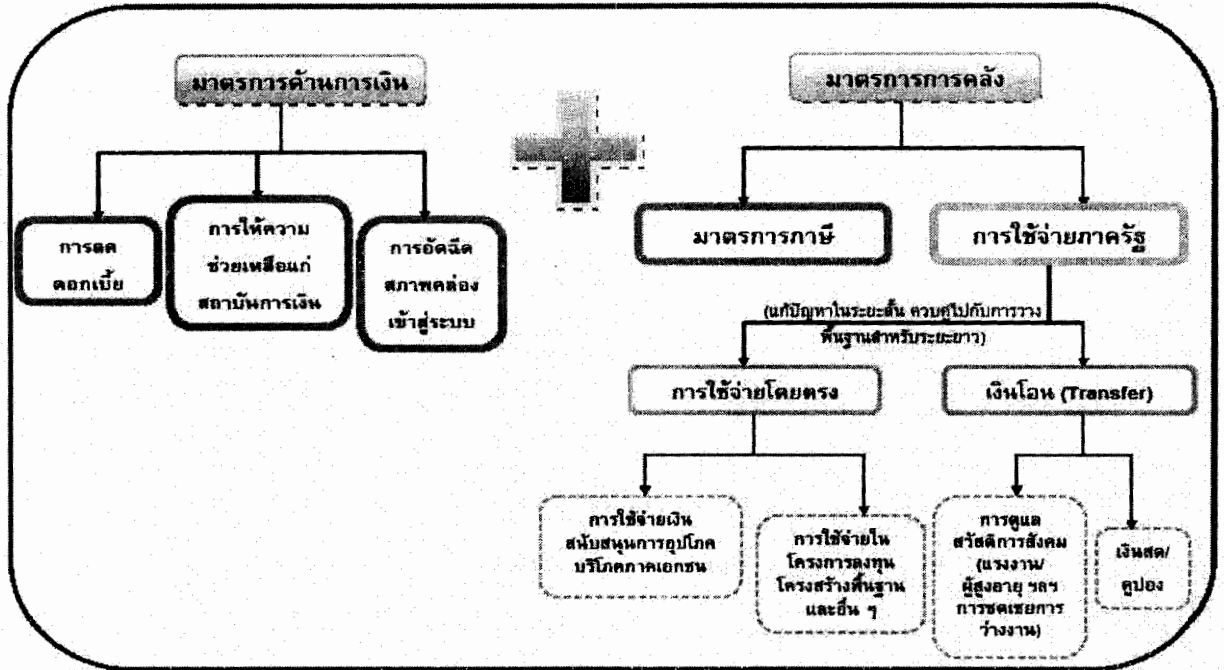 มาตรการด้านการเงิน
มาตรการการคลัง
การลด
ดอกเบี้ย
การให้ความ
ช่วยเหลือแก่
สถาบันการเงิน
การอัดฉีด
สภาพคล่อง
เข้าสู่ระบบ
มาตรการภาษี
การใช้จ่ายภาครัฐ
(แก้ปัญหาในระยะสั้น ควบคู่ไปกับการวาง
พื้นฐานสำหรับระยะยาว)
การใช้จ่ายโดยตรง
เงินโอน (Transfer)
การใช้จ่ายเงิน
สนับสนุนการอุปโภค
บริโภคภาคเอกชน
การใช้จ่ายใน
โครงการลงทุน
โครงสร้างพื้นฐาน
และอื่น ๆ
การดูแล
สวัสดิการสังคม
(แรงงาน/
ผู้สูงอายุ ฯลฯ
การชดเชยการ
ว่างงาน)
เงินสด/
คูปอง